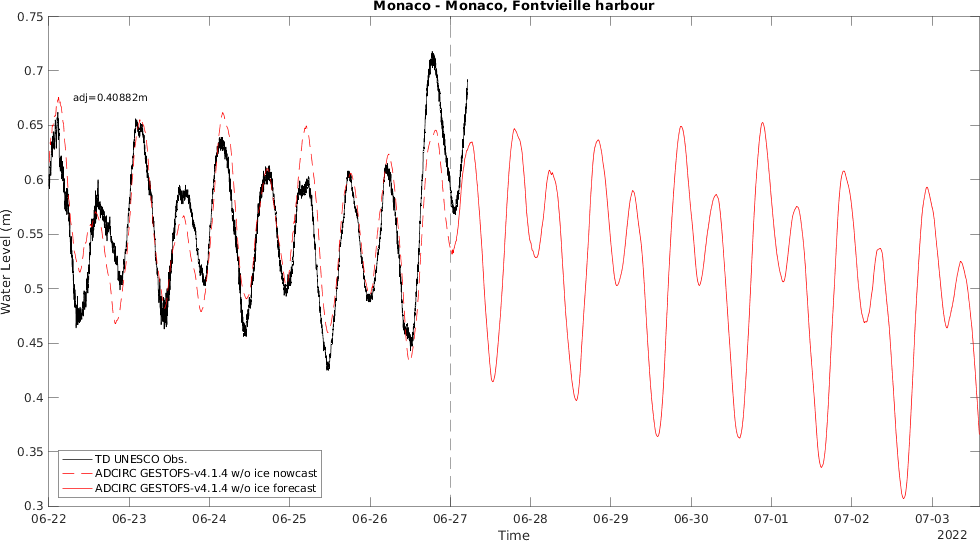 Monaco - Monaco, Fontvieille harbour
0.75
0.7
0.65
0.6
0.55
0.5
0.45
0.4
0.35
0.3
Water Level (m)
adj=0.40882m
TD UNESCO Obs.
ADCIRC GESTOFS-v4.1.4 w/o ice nowcast
ADCIRC GESTOFS-v4.1.4 w/o ice forecast
06-22 06-23 06-24 06-25 06-26 06-27 06-28 06-29 06-30 07-01 07-02 07-03
Time
2022